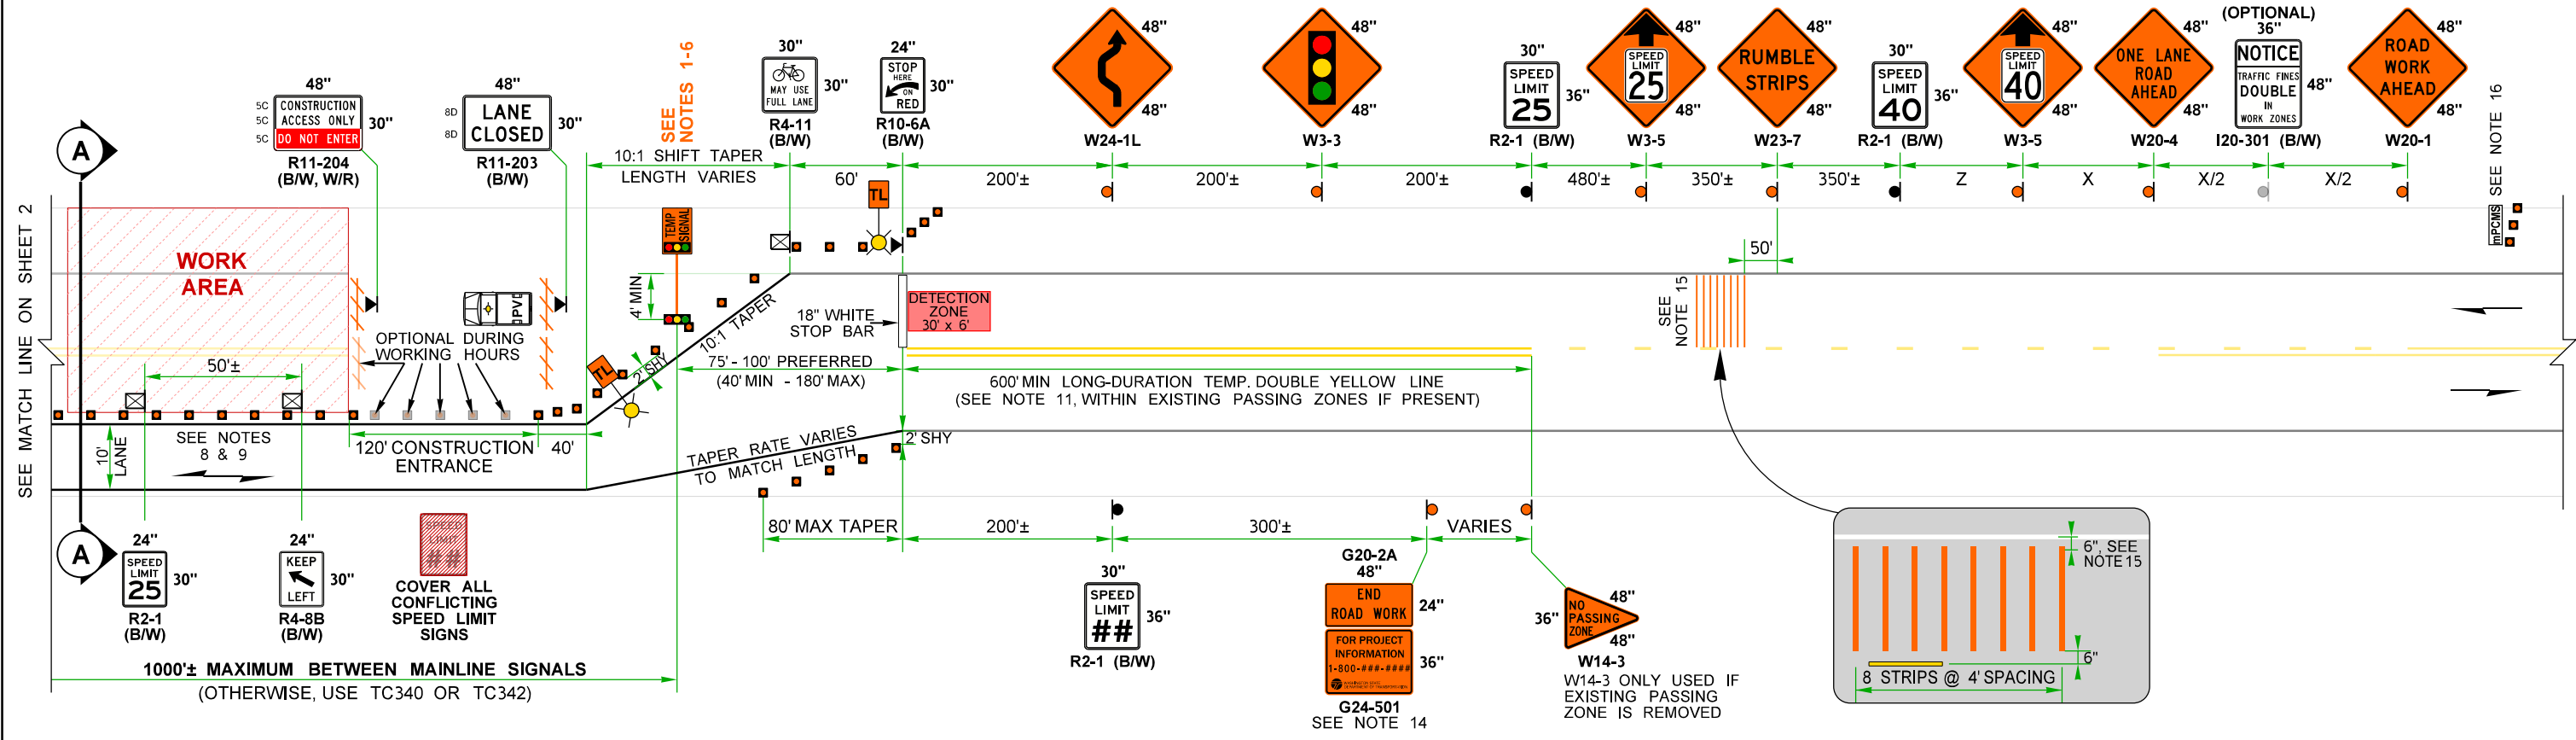 SEE MATCH LINE ON SHEET 2
A
A
WORK
AREA
48"
5C
5C
5C
CONSTRUCTION
ACCESS ONLY
DO NOT ENTER
30"
R11-204
(B/W, W/R)
48"
8D
8D
LANE
CLOSED
30"
R11-203
(B/W)
SEE
NOTES 1-6
10:1 SHIFT TAPER
LENGTH VARIES
30"
MAY USE
FULL LANE
30"
R4-11
(B/W)
60'
24"
STOP
HERE
ON
RED
30"
R10-6A
(B/W)
200'±
48"
48"
W24-1L
200'±
48"
48"
W3-3
200'±
30"
SPEED
LIMIT
25
36"
R2-1 (B/W)
480'±
SPEED
LIMIT
25
48"
48"
W3-5
350'±
RUMBLE
STRIPS
48"
48"
W23-7
350'±
SPEED
LIMIT
40
30"
36"
R2-1 (B/W)
Z
SPEED
LIMIT
40
48"
48"
W3-5
X
ONE LANE
ROAD
AHEAD
48"
48"
W20-4
X/2
(OPTIONAL)
36"
NOTICE
TRAFFIC FINES
DOUBLE
IN
WORK ZONES
48"
I20-301 (B/W)
X/2
ROAD
WORK
AHEAD
48"
48"
W20-1
SEE NOTE 16
mPCMS
TEMP
SIGNAL
TL
TL
4' MIN
10:1 TAPER
2' SHY
18" WHITE
STOP BAR
DETECTION
ZONE
30' x 6'
75' - 100' PREFERRED
(40' MIN - 180' MAX)
600' MIN LONG-DURATION TEMP. DOUBLE YELLOW LINE
(SEE NOTE 11, WITHIN EXISTING PASSING ZONES IF PRESENT)
SEE
NOTE 15
50'
PV
OPTIONAL DURING
WORKING HOURS
50'±
10'
LANE
SEE NOTES
8 & 9
120' CONSTRUCTION
ENTRANCE
40'
TAPER RATE VARIES
TO MATCH LENGTH
2' SHY
80' MAX TAPER
200'±
300'±
VARIES
24"
SPEED
LIMIT
25
30"
R2-1
(B/W)
24"
KEEP
LEFT
30"
R4-8B
(B/W)
SPEED
LIMIT
##
COVER ALL
CONFLICTING
SPEED LIMIT
SIGNS
1000'± MAXIMUM BETWEEN MAINLINE SIGNALS
(OTHERWISE, USE TC340 OR TC342)
30"
SPEED
LIMIT
##
36"
R2-1 (B/W)
G20-2A
48"
END
ROAD WORK
24"
FOR PROJECT
INFORMATION
1-800-###-####
WASHINGTON STATE
DEPARTMENT OF TRANSPORTATION
36"
G24-501
SEE NOTE 14
NO
PASSING
ZONE
48"
36"
48"
W14-3
W14-3 ONLY USED IF
EXISTING PASSING
ZONE IS REMOVED
6", SEE
NOTE 15
6"
8 STRIPS @ 4' SPACING